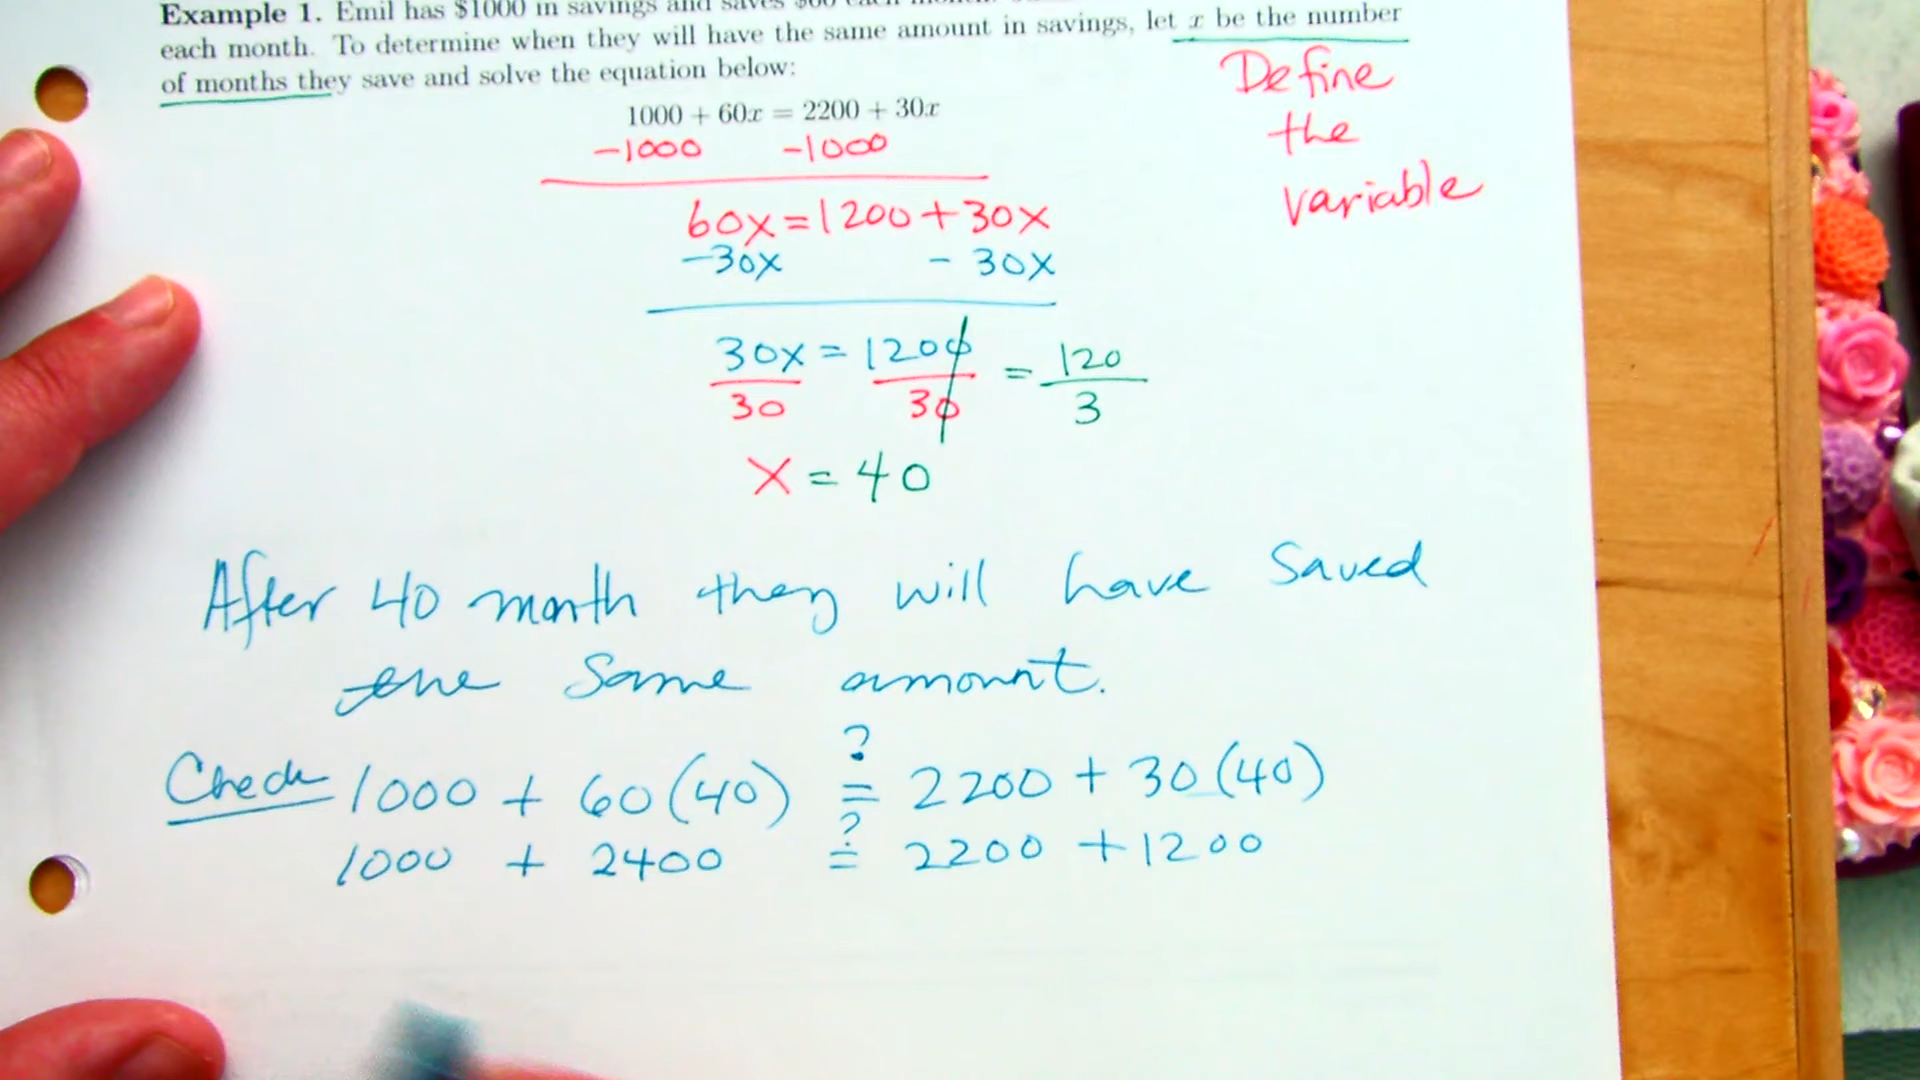 Example 1. Emil has $1000 in savings and saves $60 each
each month. To determine when they will have the same amount in savings, let x be the number
of months they save and solve the equation below:
Define
the
variable
1000 + 60x = 2200 + 30x
-1000 -1000
60x = 1200 + 30x
-30x - 30x
30x = 1200 = 120
30 30 3
x = 40
After 40 month they will have saved
the same amount.
Check 1000 + 60(40) ?= 2200 + 30(40)
1000 + 2400 ?= 2200 + 1200